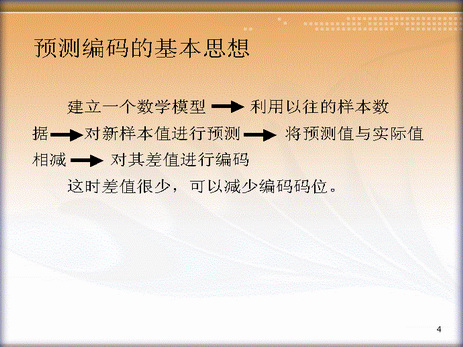 预测编码的基本思想
建立一个数学模型 → 利用以往的样本数
据 → 对新样本值进行预测 → 将预测值与实际值
相减 → 对其差值进行编码
这时差值很少，可以减少编码码位。
4